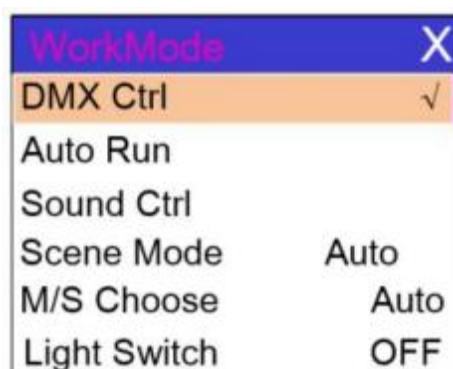 WorkMode X
DMX Ctrl √
Auto Run
Sound Ctrl
Scene Mode Auto
M/S Choose Auto
Light Switch OFF